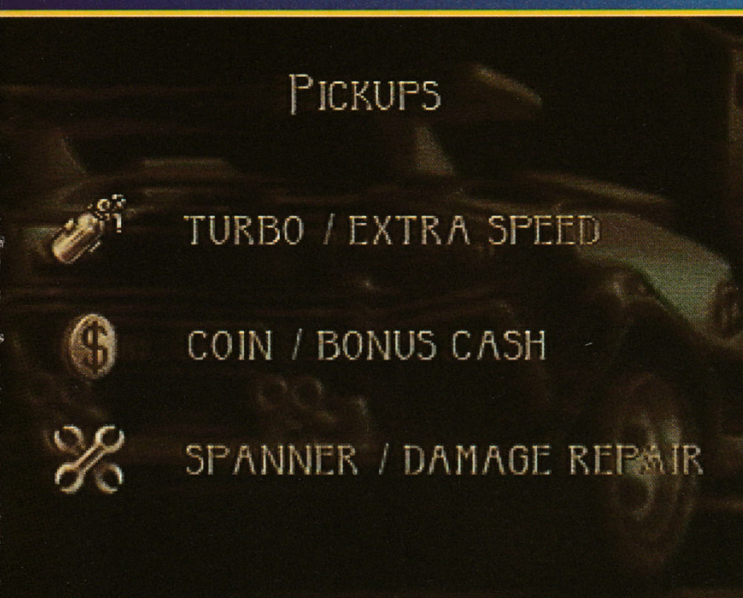 PICKUPS
TURBO / EXTRA SPEED
COIN / BONUS CASH
SPANNER / DAMAGE REPAIR